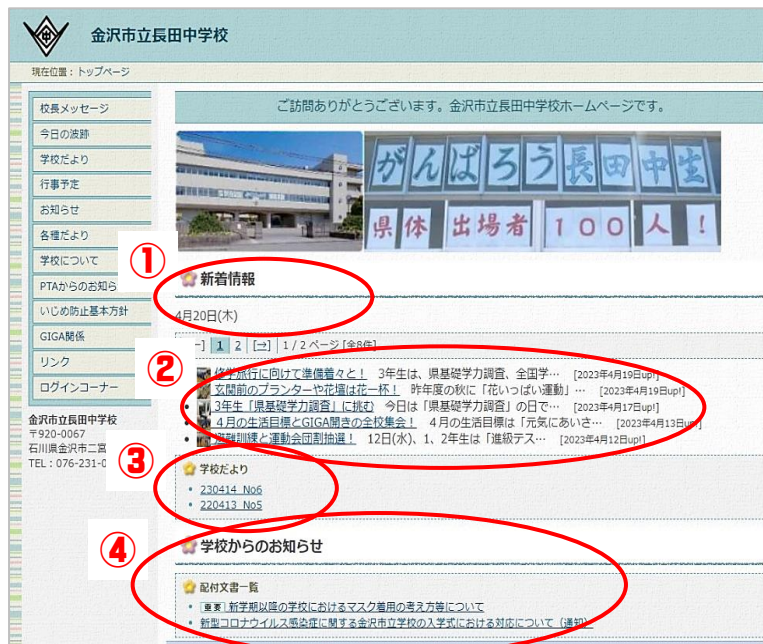 金沢市立長田中学校
現在位置：トップページ
校長メッセージ
今日の波跡
学校だより
行事予定
お知らせ
各種だより
学校について
PTAからのお知ら
いじめ防止基本方針
GIGA関係
リンク
ログインコーナー
金沢市立長田中学校
〒920-0067
石川県金沢市二宮
TEL：076-231-0
ご訪問ありがとうございます。金沢市立長田中学校ホームページです。
がんばろう長田中生
県体 出場者 100人！
①
新着情報
4月20日(木)
1 2 [→] 1 / 2 ページ [全8件]
②
修学旅行に向けて準備着々と！ 3年生は、県基礎学力調査、全国学… [2023年4月19日up!]
玄関前のプランターや花壇は花一杯！ 昨年度の秋に「花いっぱい運動」… [2023年4月19日up!]
3年生「県基礎学力調査」に挑む 今日は「県基礎学力調査」の日で… [2023年4月17日up!]
４月の生活目標とGIGA開きの全校集会！ ４月の生活目標は「元気にあいさ… [2023年4月13日up!]
避難訓練と運動会団割抽選！ 12日(水)、1、2年生は「進級テス… [2023年4月12日up!]
③
学校だより
230414 No6
220413 No5
④
学校からのお知らせ
配付文書一覧
[重要] 新学期以降の学校におけるマスク着用の考え方等について
新型コロナウイルス感染症に関する金沢市立学校の入学式における対応について（通知）